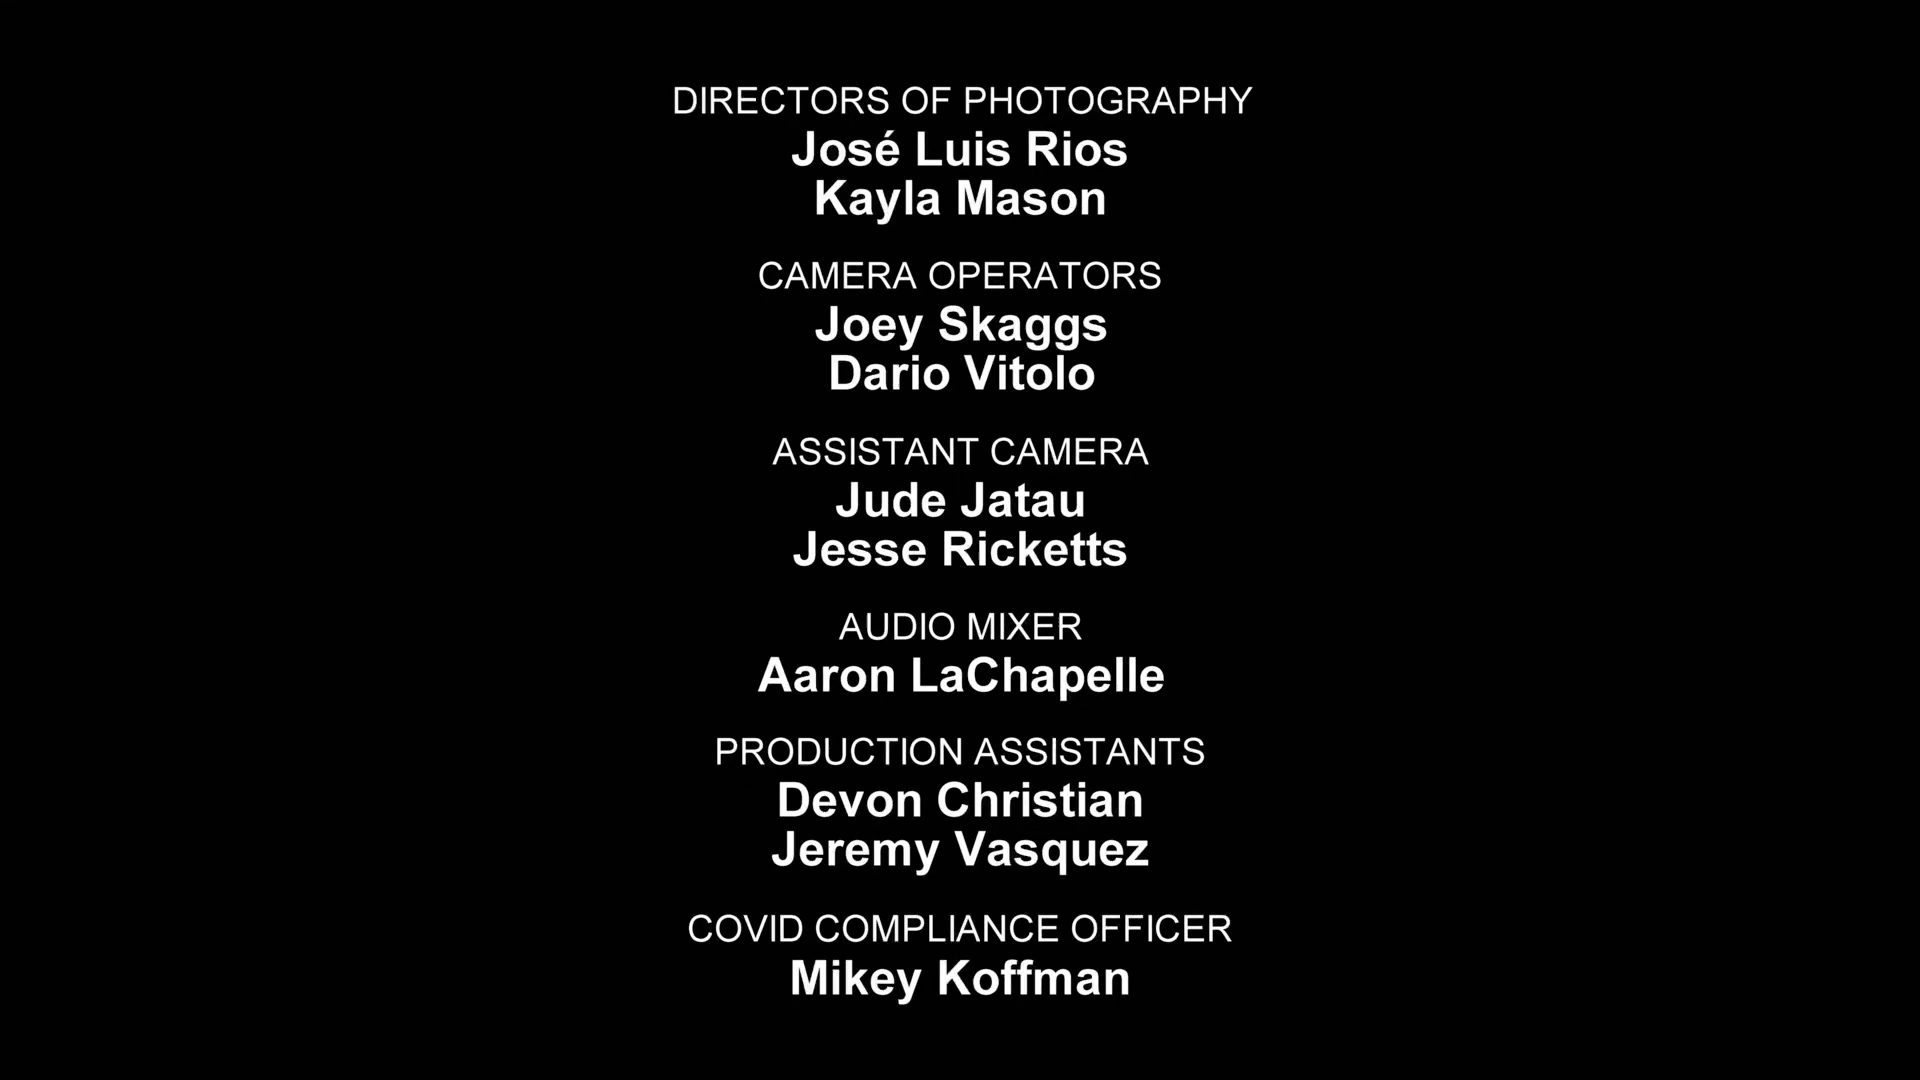 DIRECTORS OF PHOTOGRAPHY
José Luis Rios
Kayla Mason
CAMERA OPERATORS
Joey Skaggs
Dario Vitolo
ASSISTANT CAMERA
Jude Jatau
Jesse Ricketts
AUDIO MIXER
Aaron LaChapelle
PRODUCTION ASSISTANTS
Devon Christian
Jeremy Vasquez
COVID COMPLIANCE OFFICER
Mikey Koffman